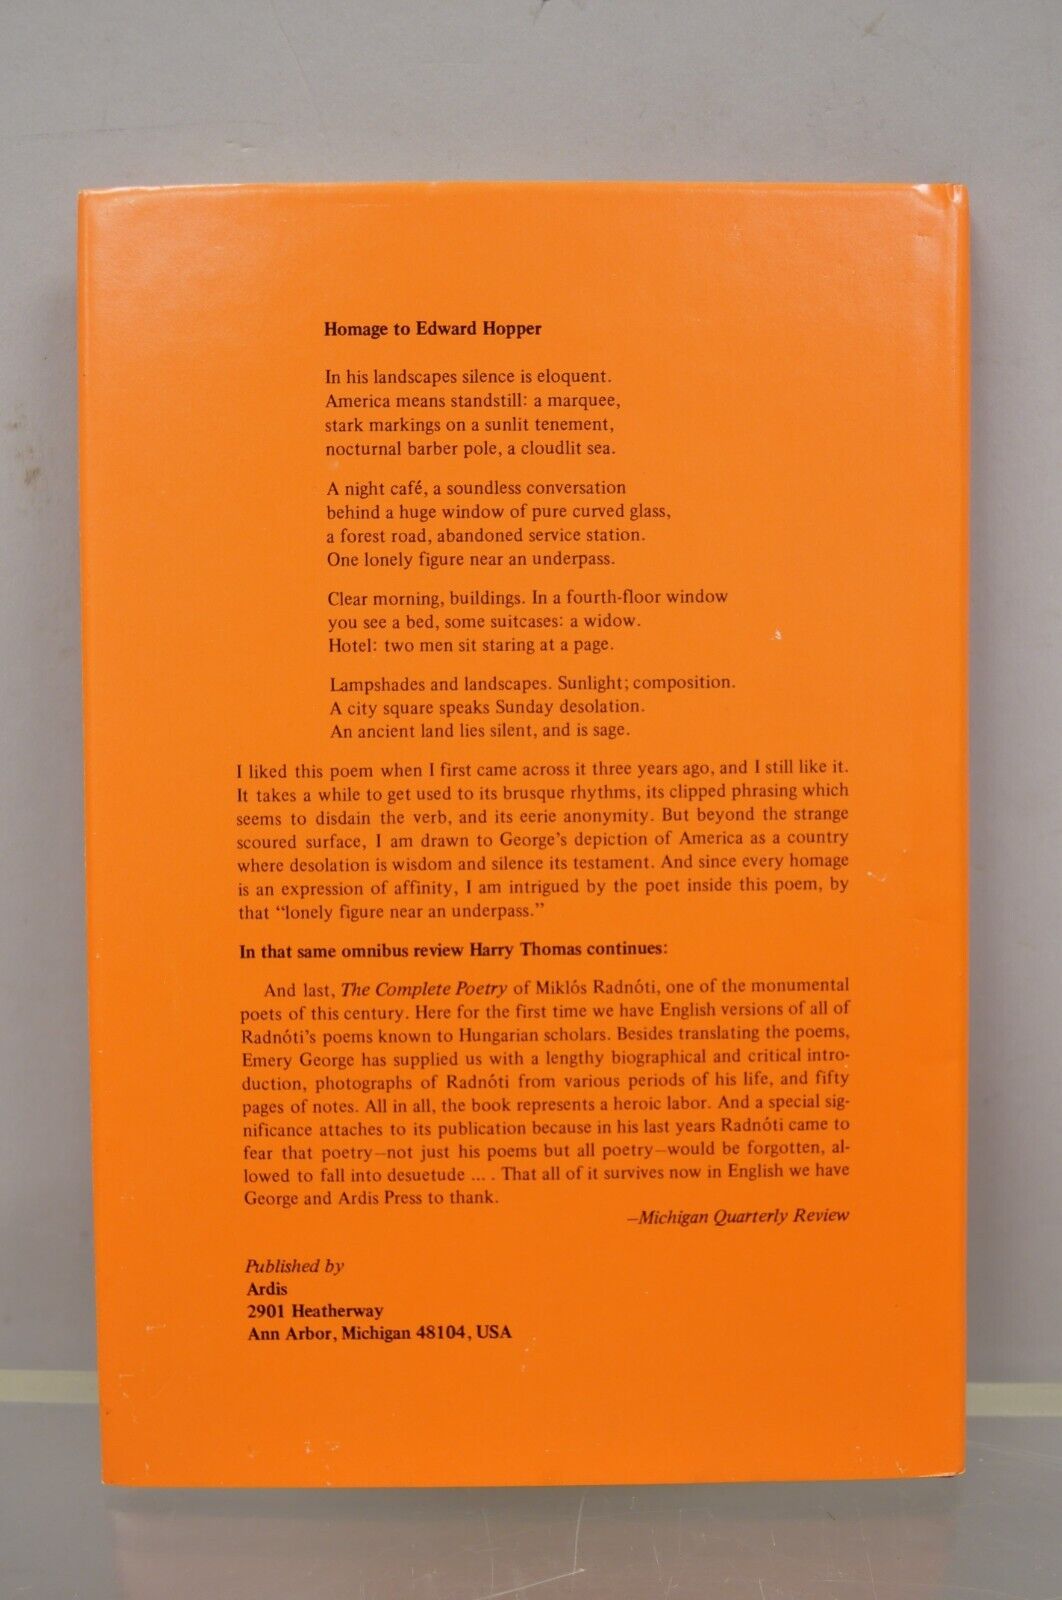 Homage to Edward Hopper
In his landscapes silence is eloquent.
America means standstill: a marquee,
stark markings on a sunlit tenement,
nocturnal barber pole, a cloudlit sea.
A night café, a soundless conversation
behind a huge window of pure curved glass,
a forest road, abandoned service station.
One lonely figure near an underpass.
Clear morning, buildings. In a fourth-floor window
you see a bed, some suitcases: a widow.
Hotel: two men sit staring at a page.
Lampshades and landscapes. Sunlight; composition.
A city square speaks Sunday desolation.
An ancient land lies silent, and is sage.
I liked this poem when I first came across it three years ago, and I still like it.
It takes a while to get used to its brusque rhythms, its clipped phrasing which
seems to disdain the verb, and its eerie anonymity. But beyond the strange
scoured surface, I am drawn to George's depiction of America as a country
where desolation is wisdom and silence its testament. And since every homage
is an expression of affinity, I am intrigued by the poet inside this poem, by
that “lonely figure near an underpass.”
In that same omnibus review Harry Thomas continues:
And last, The Complete Poetry of Miklós Radnóti, one of the monumental
poets of this century. Here for the first time we have English versions of all of
Radnóti's poems known to Hungarian scholars. Besides translating the poems,
Emery George has supplied us with a lengthy biographical and critical intro-
duction, photographs of Radnóti from various periods of his life, and fifty
pages of notes. All in all, the book represents a heroic labor. And a special sig-
nificance attaches to its publication because in his last years Radnóti came to
fear that poetry—not just his poems but all poetry—would be forgotten, al-
lowed to fall into desuetude ... . That all of it survives now in English we have
George and Ardis Press to thank.
—Michigan Quarterly Review
Published by
Ardis
2901 Heatherway
Ann Arbor, Michigan 48104, USA